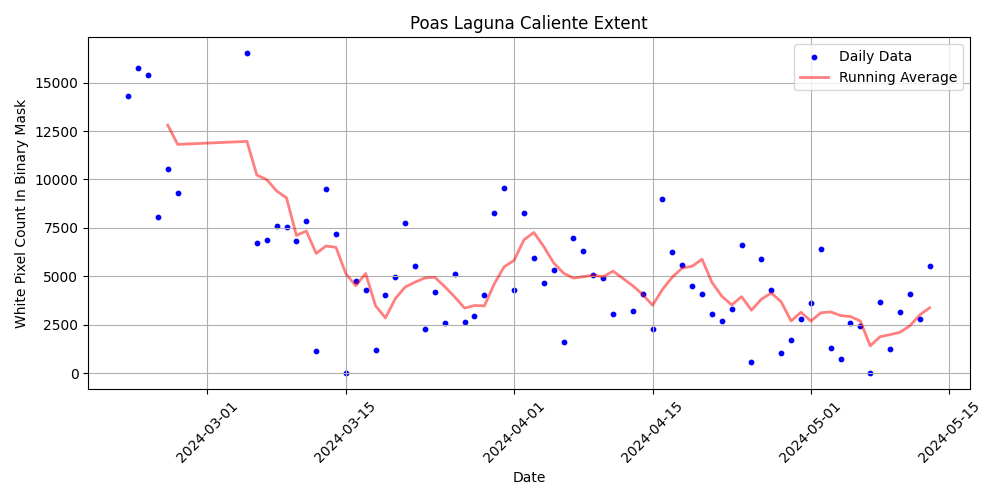 Poas Laguna Caliente Extent
Daily Data
Running Average
White Pixel Count In Binary Mask
15000
12500
10000
7500
5000
2500
0
2024-03-01
2024-03-15
2024-04-01
2024-04-15
2024-05-01
2024-05-15
Date